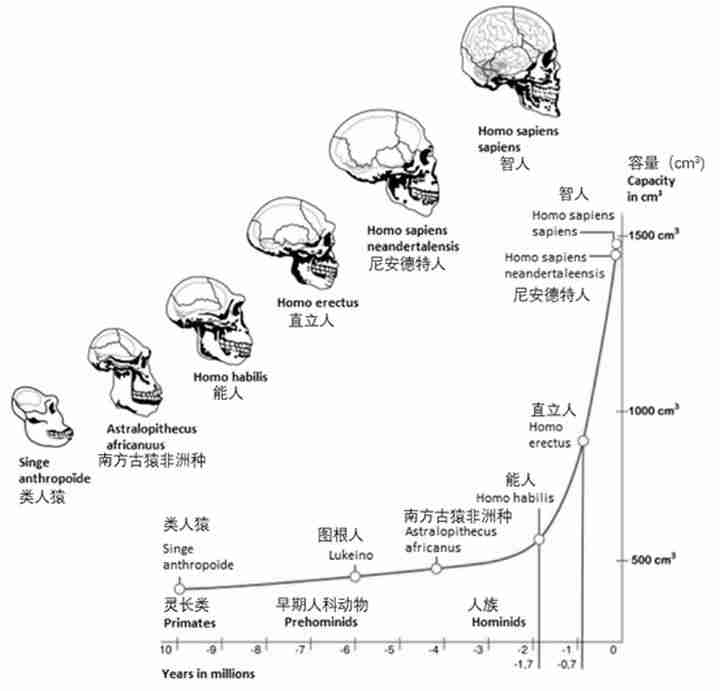 Homo sapiens
sapiens
智人
Homo sapiens
neandertalensis
尼安德特人
Homo erectus
直立人
Homo habilis
能人
Astralopithecus
africanuus
南方古猿非洲种
Singe
anthropoïde
类人猿
容量（cm³）
Capacity
in cm³
智人
Homo sapiens
sapiens
1500 cm³
Homo sapiens
neandertaleensis
尼安德特人
直立人
Homo
erectus
1000 cm³
能人
Homo habilis
南方古猿非洲种
Astralopithecus
africanus
图根人
Lukeino
类人猿
Singe
anthropoïde
500 cm³
灵长类
Primates
早期人科动物
Prehominids
人族
Hominids
10 -9 -8 -7 -6 -5 -4 -3 -2 -1 0
-1,7 -0,7
Years in millions